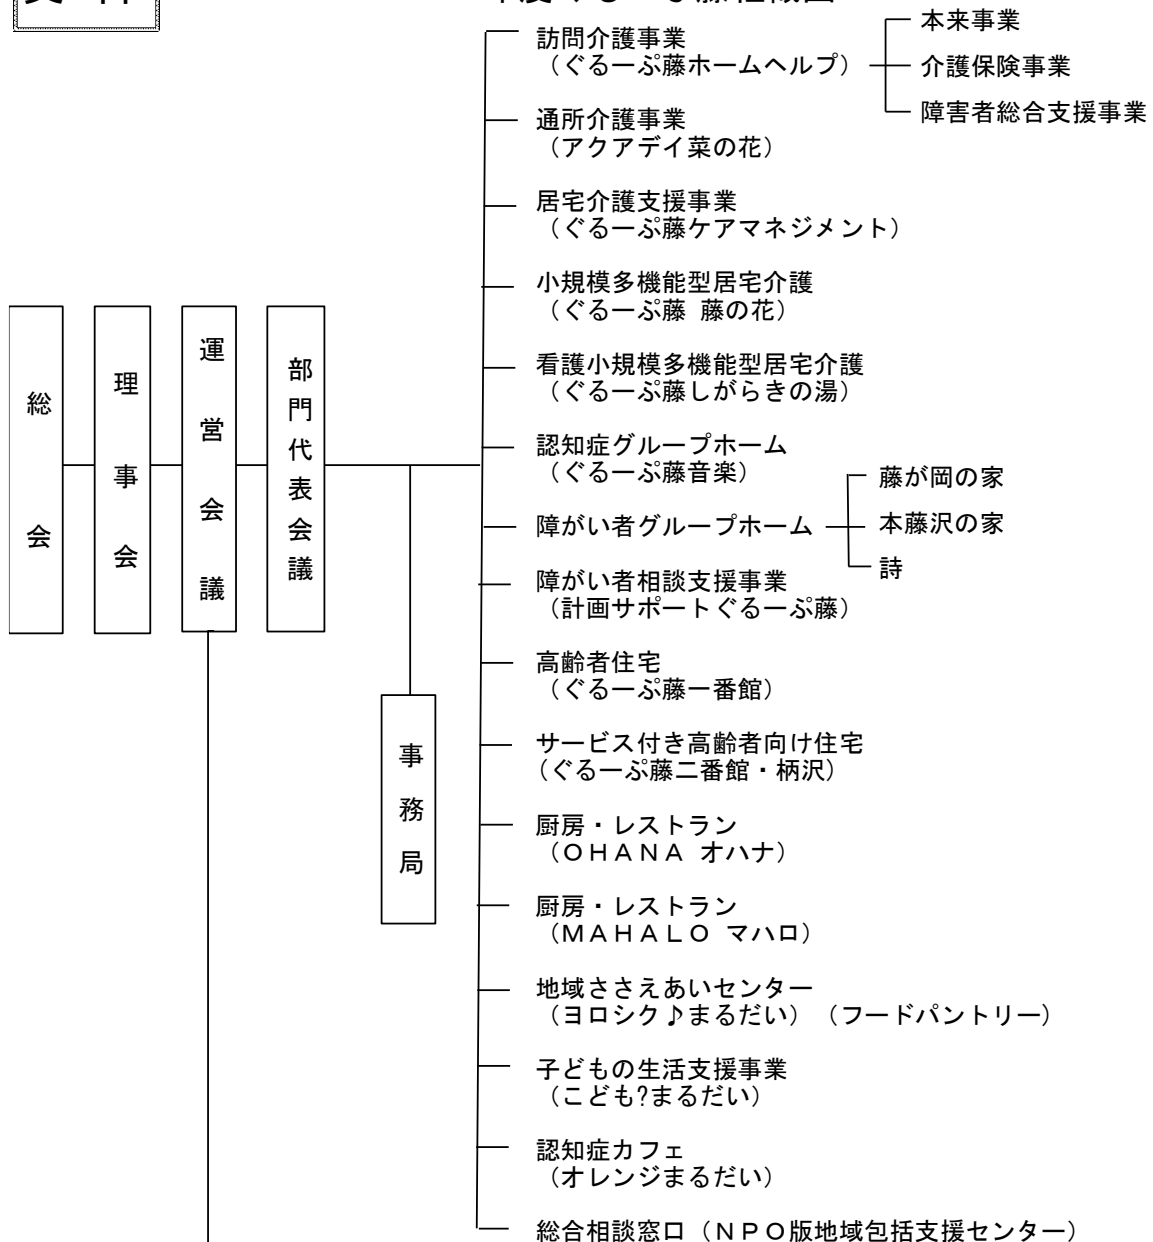 訪問介護事業
（ぐるーぷ藤ホームヘルプ）
本来事業
介護保険事業
障害者総合支援事業
通所介護事業
（アクアデイ菜の花）
居宅介護支援事業
（ぐるーぷ藤ケアマネジメント）
小規模多機能型居宅介護
（ぐるーぷ藤 藤の花）
看護小規模多機能型居宅介護
（ぐるーぷ藤しがらきの湯）
認知症グループホーム
（ぐるーぷ藤音楽）
障がい者グループホーム
藤が岡の家
本藤沢の家
詩
障がい者相談支援事業
（計画サポートぐるーぷ藤）
高齢者住宅
（ぐるーぷ藤一番館）
サービス付き高齢者向け住宅
(ぐるーぷ藤二番館・柄沢）
厨房・レストラン
（ＯＨＡＮＡ オハナ）
厨房・レストラン
（ＭＡＨＡＬＯ マハロ）
地域ささえあいセンター
（ヨロシク♪まるだい）（フードパントリー）
子どもの生活支援事業
（こども?まるだい）
認知症カフェ
（オレンジまるだい）
総合相談窓口（ＮＰＯ版地域包括支援センター）
総会
理事会
運営会議
部門代表会議
事務局